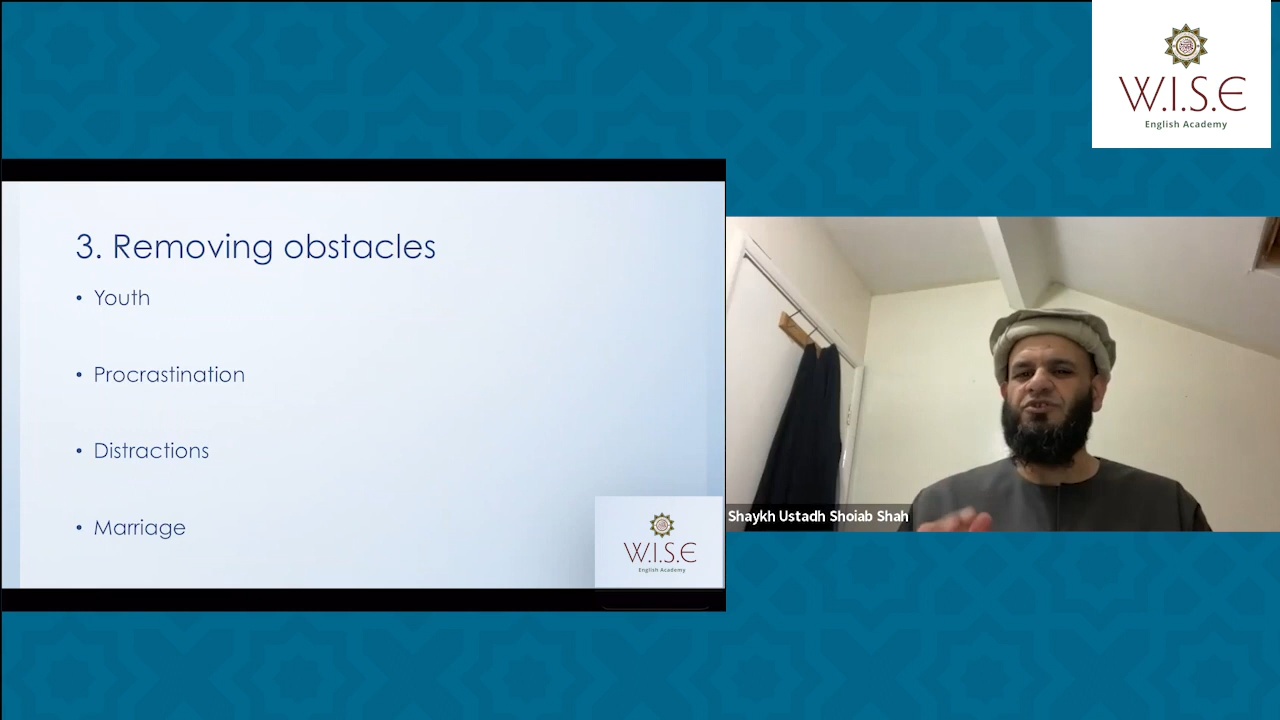 W.I.S.E
English Academy
3. Removing obstacles
• Youth
• Procrastination
• Distractions
• Marriage
W.I.S.E
English Academy
Shaykh Ustadh Shoiab Shah